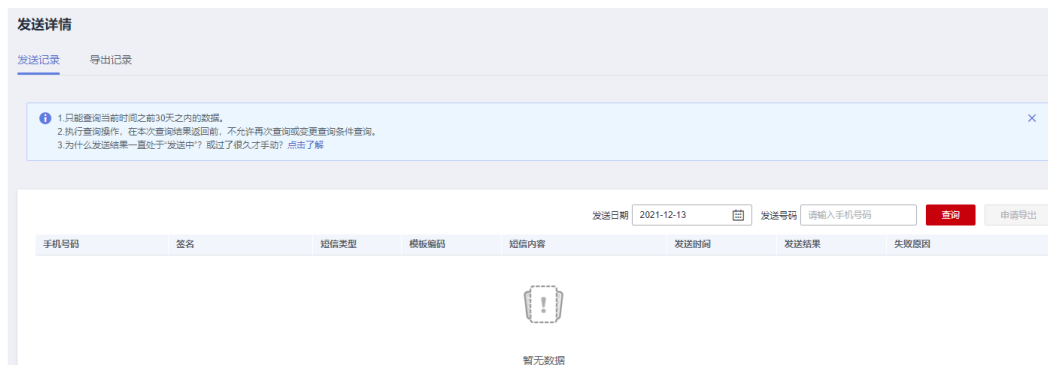 发送详情
发送记录 导出记录
1.只能查询当前时间之前30天之内的数据。
2.执行查询操作，在本次查询结果返回前，不允许再次查询或变更查询条件查询。
3.为什么发送结果一直处于“发送中”？或过了很久才手动？点击了解
发送日期 2021-12-13 发送号码 请输入手机号码 查询 申请导出
手机号码 签名 短信类型 模板编码 短信内容 发送时间 发送结果 失败原因
暂无数据